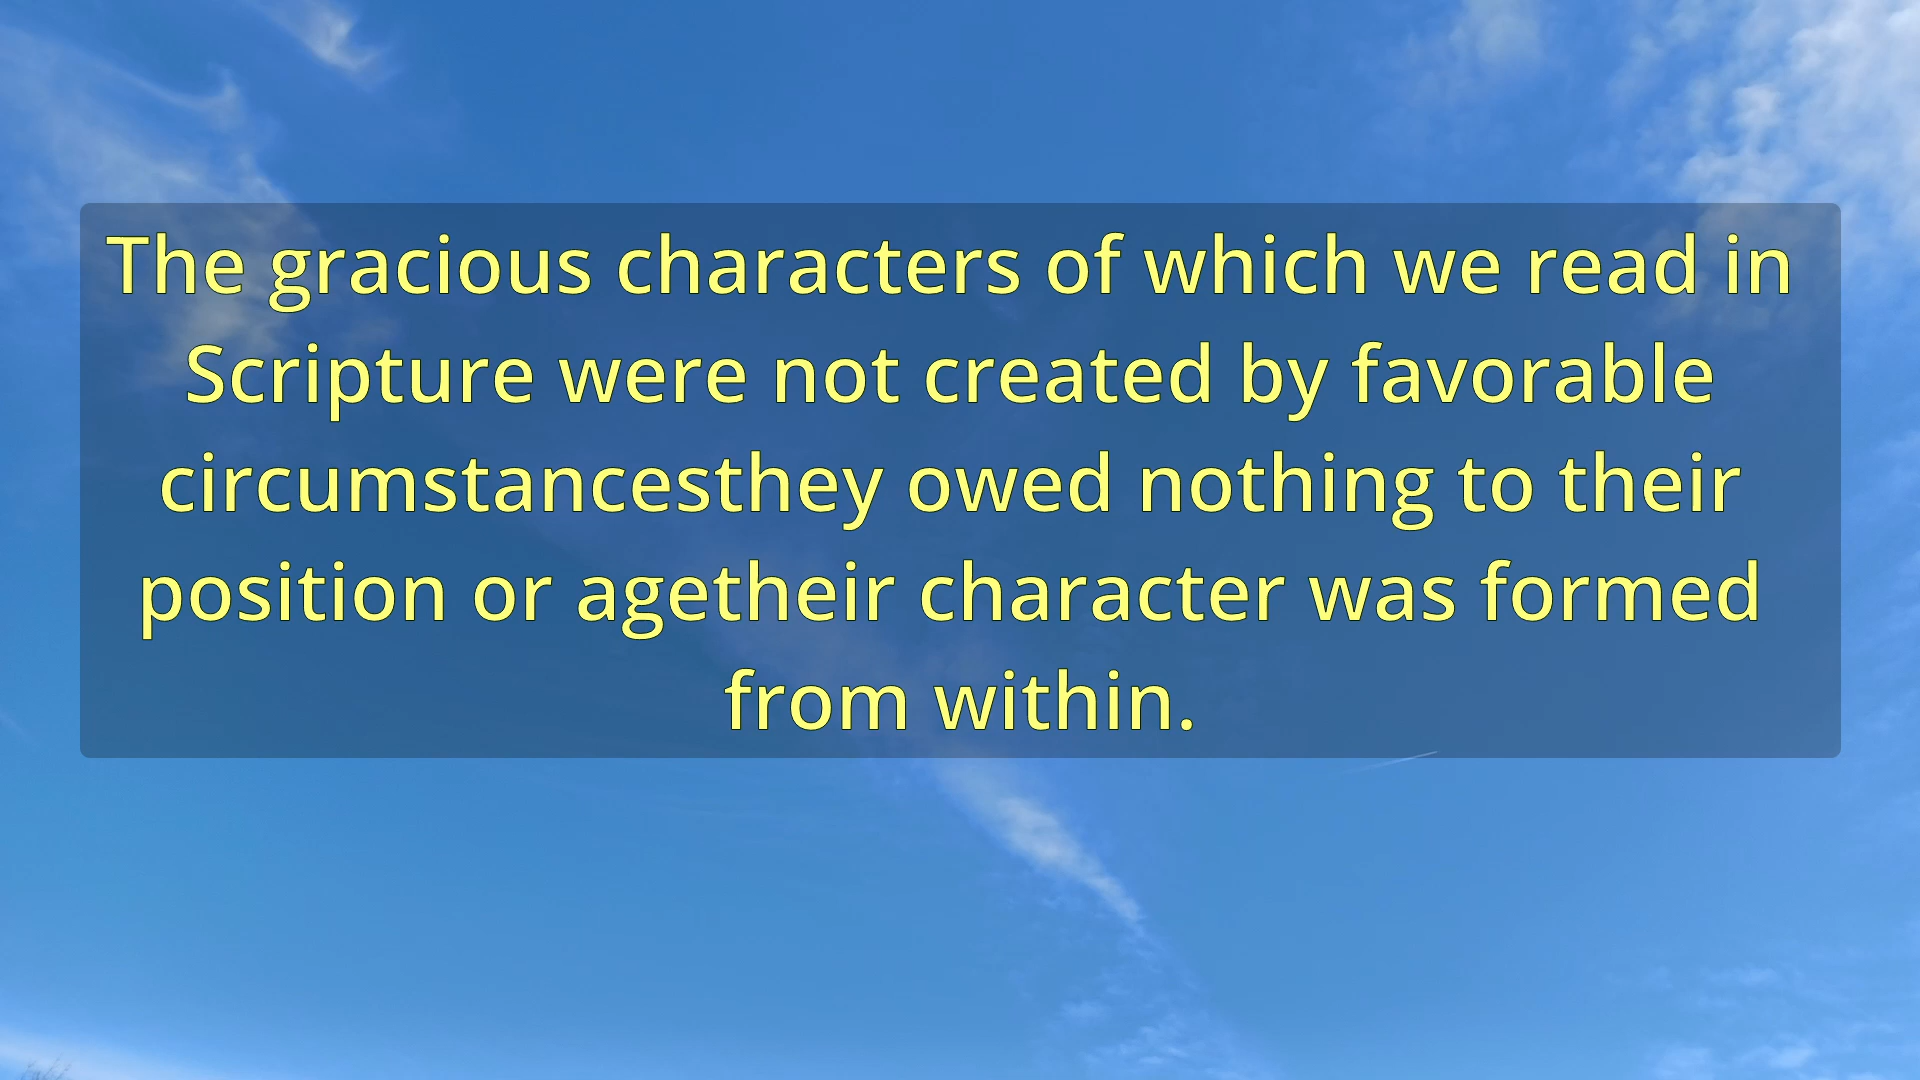 The gracious characters of which we read in
Scripture were not created by favorable
circumstancesthey owed nothing to their
position or agetheir character was formed
from within.